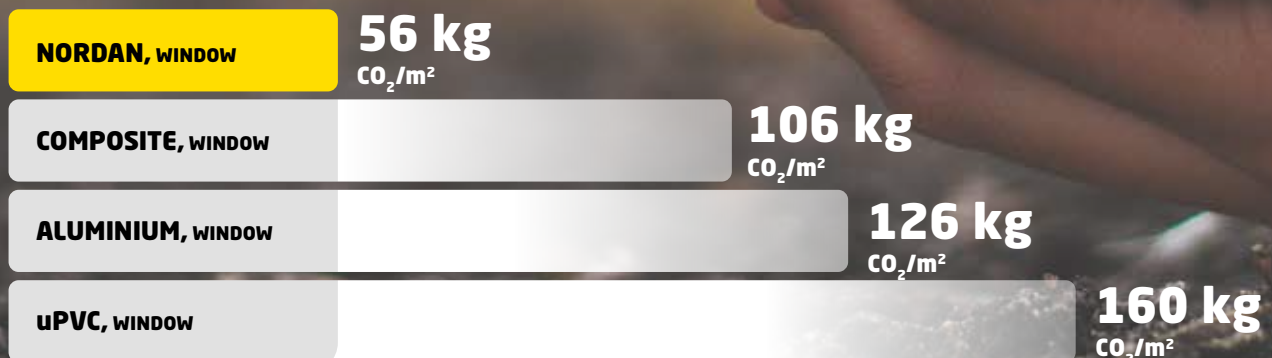 NORDAN, WINDOW
56 kg
CO₂/m²
COMPOSITE, WINDOW
106 kg
CO₂/m²
ALUMINIUM, WINDOW
126 kg
CO₂/m²
uPVC, WINDOW
160 kg
CO₂/m²